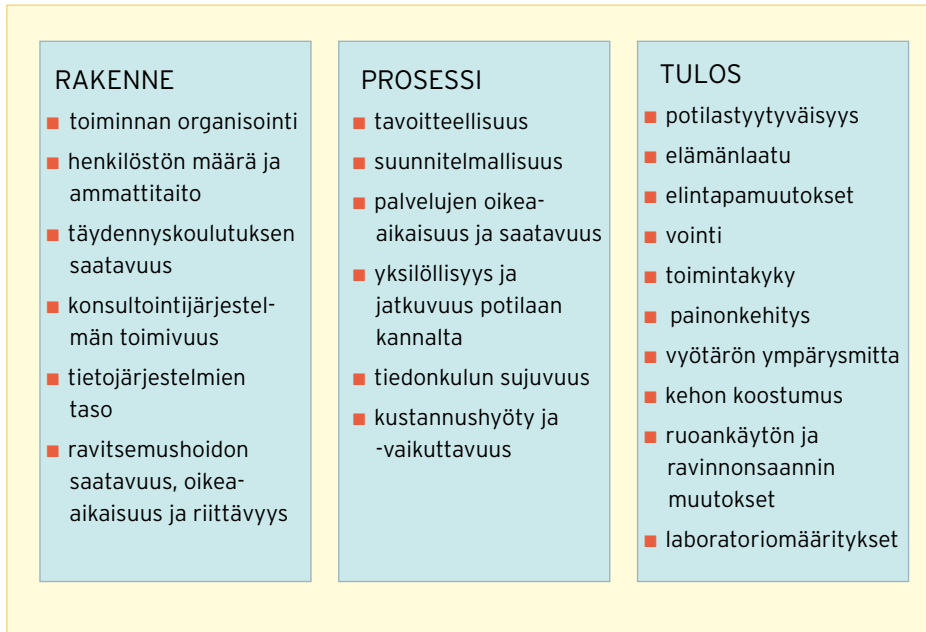 RAKENNE
■ toiminnan organisointi
■ henkilöstön määrä ja
ammattitaito
■ täydennyskoulutuksen
saatavuus
■ konsultointijärjestel-
män toimivuus
■ tietojärjestelmien
taso
■ ravitsemushoidon
saatavuus, oikea-
aikaisuus ja riittävyys
PROSESSI
■ tavoitteellisuus
■ suunnitelmallisuus
■ palvelujen oikea-
aikaisuus ja saatavuus
■ yksilöllisyys ja
jatkuvuus potilaan
kannalta
■ tiedonkulun sujuvuus
■ kustannushyöty ja
-vaikuttavuus
TULOS
■ potilastyytyväisyys
■ elämänlaatu
■ elintapamuutokset
■ vointi
■ toimintakyky
■ painonkehitys
■ vyötärön ympärysmitta
■ kehon koostumus
■ ruoankäytön ja
ravinnonsaannin
muutokset
■ laboratoriomääritykset